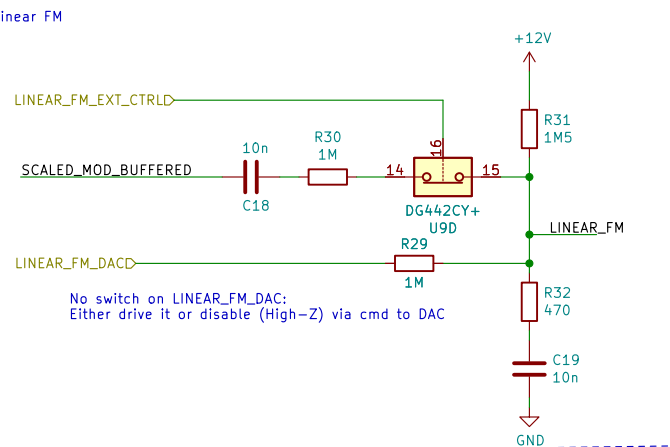 inear FM
+12V
LINEAR_FM_EXT_CTRL
R31
1M5
10n
R30
1M
16
SCALED_MOD_BUFFERED
14
15
C18
DG442CY+
U9D
LINEAR_FM
R29
LINEAR_FM_DAC
1M
R32
470
No switch on LINEAR_FM_DAC:
Either drive it or disable (High-Z) via cmd to DAC
C19
10n
GND